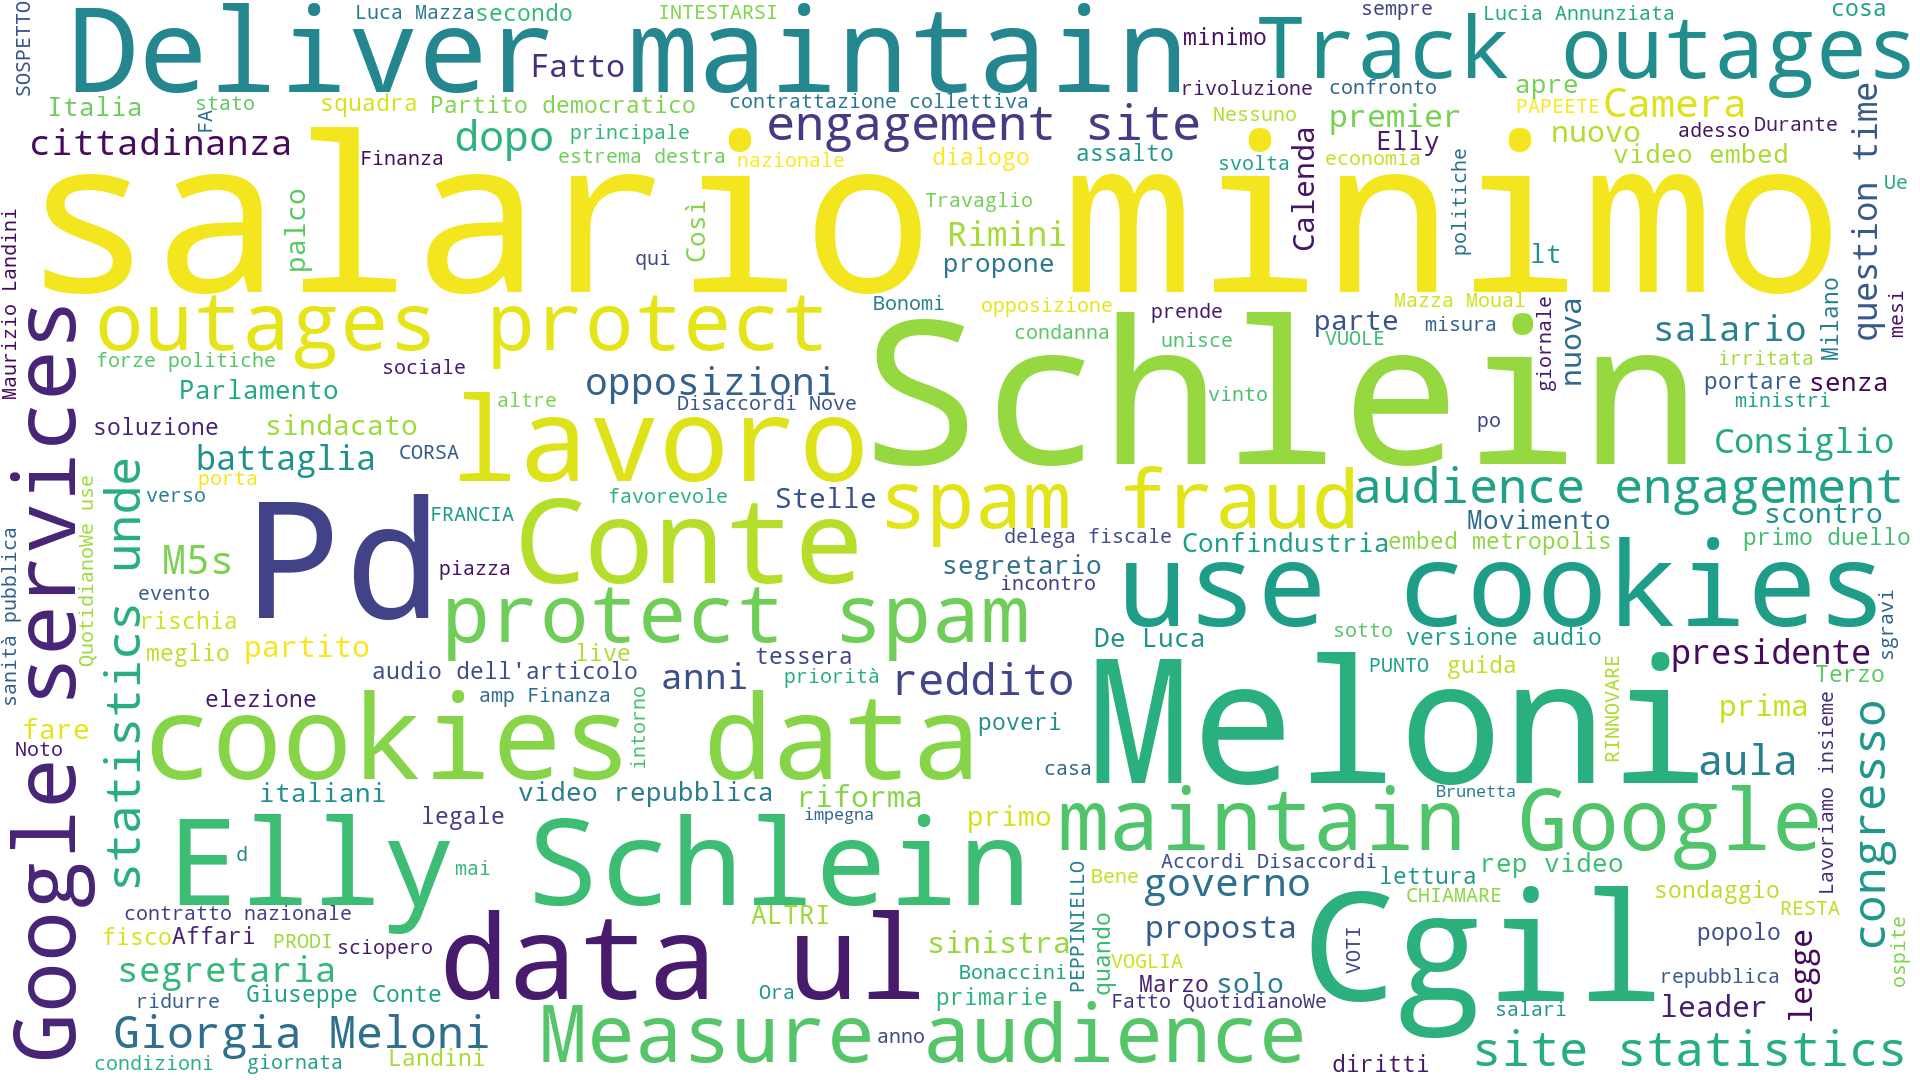 SOSPETTO
Deliver maintain
Luca Mazza
secondo
INTESTARSI
Fatto
minimo
sempre
Lucia Annunziata
cosa
Track outages
Italia
stato
FA
squadra
Partito democratico
contrattazione collettiva
rivoluzione
confronto
apre
PAPEETE
Camera
cittadinanza
Finanza
dopo
principale
estrema destra
nazionale
engagement site
dialogo
assalto
Nessuno
svolta
Calenda
premier
Elly
economia
nuovo
adesso
Durante
video embed
question time
Ue
salario minimo
palco
qui
Così
Travaglio
Rimini
propone
politiche
lt
Maurizio Landini
Google services
outages protect
Bonomi
opposizione
condanna
prende
unisce
Mazza Moual
parte
misura
VUOLE
giornale
nuova
salario
Milano
mesi
irritata
forze politiche
sociale
Parlamento
opposizioni
Schlein
vinto
po
portare
senza
ministri
altre
Disaccordi Nove
soluzione
sindacato
lavoro
Consiglio
battaglia
CORSA
porta
verso
QuotidianoWe use
statistics unde
Pd
FRANCIA
favorevole
Stelle
Conte
spam fraud
audience engagement
Movimento
scontro
delega fiscale
Confindustria
embed metropolis
primo duello
sanità pubblica
M5s
piazza
segretario
incontro
use cookies
evento
rischia
protect spam
sgravi
meglio
partito
live
tessera
De Luca
sotto
versione audio
presidente
audio dell'articolo
anni
priorità
reddito
PUNTO
guida
RINNOVARE
Terzo
elezione
amp Finanza
intorno
poveri
Meloni
prima
fare
Noto
cookies data
casa
aula
Lavoriamo insieme
congresso
italiani
video repubblica
riforma
Brunetta
legale
impegna
primo
maintain Google
Elly Schlein
d
mai
Accordi Disaccordi
rep video
PEPPINIELLO
Bene
governo
lettura
CHIAMARE
sondaggio
RESTA
contratto nazionale
ALTRI
fisco
Affari
PRODI
sciopero
data ul
sinistra
quando
proposta
VOTI
Cgil
popolo
legge
ospite
segretaria
Bonaccini
VOGLIA
repubblica
ridurre
Giuseppe Conte
Ora
primarie
Marzo
solo
Fatto QuotidianoWe
salari
leader
Giorgia Meloni
Measure audience
anno
condizioni
giornata
Landini
diritti
site statistics